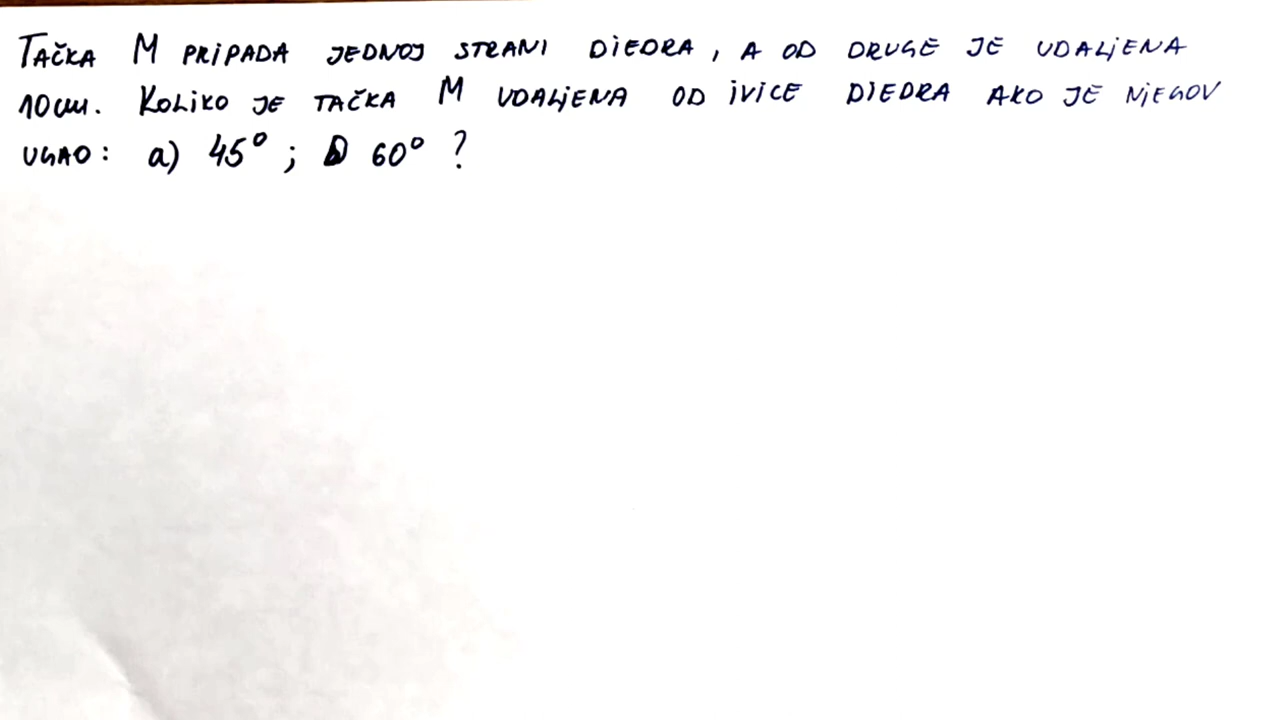 TAČKA M PRIPADA JEDNOJ STRANI DIEDRA, A OD DRUGE JE UDALJENA
10cm. KOLIKO JE TAČKA M UDALJENA OD IVICE DIEDRA AKO JE NJEGOV
UGAO: a) 45°; b) 60°?